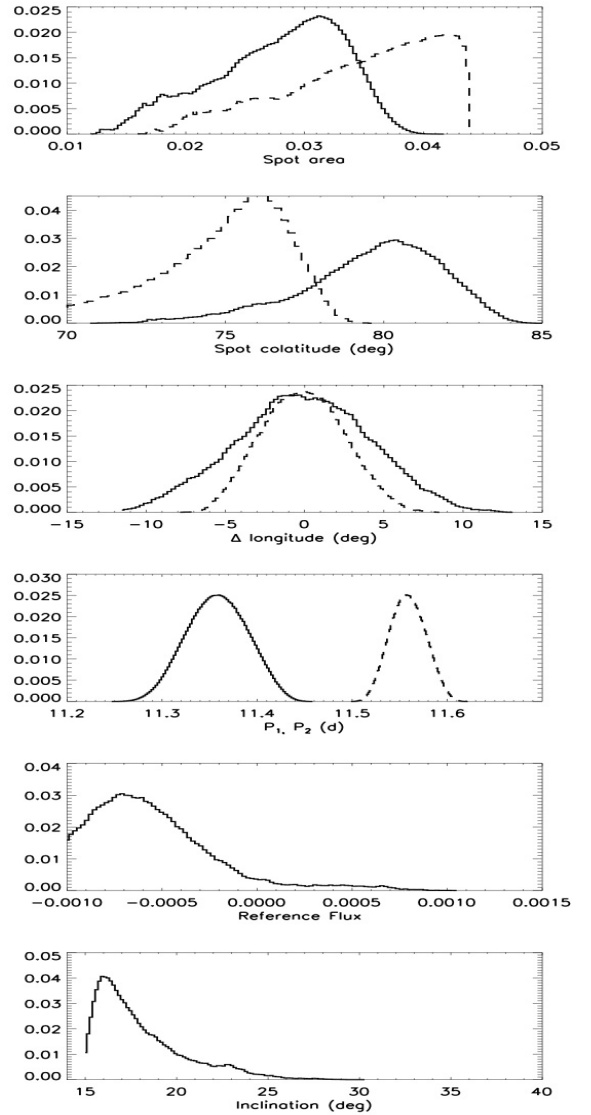 0.025
0.020
0.015
0.010
0.005
0.000
0.01 0.02 0.03 0.04 0.05
Spot area
0.04
0.03
0.02
0.01
0.00
70 75 80 85
Spot colatitude (deg)
0.025
0.020
0.015
0.010
0.005
0.000
−15 −10 −5 0 5 10 15
Δ longitude (deg)
0.030
0.025
0.020
0.015
0.010
0.005
0.000
11.2 11.3 11.4 11.5 11.6
P₁, P₂ (d)
0.04
0.03
0.02
0.01
0.00
−0.0010 −0.0005 0.0000 0.0005 0.0010 0.0015
Reference Flux
0.05
0.04
0.03
0.02
0.01
0.00
15 20 25 30 35 40
Inclination (deg)